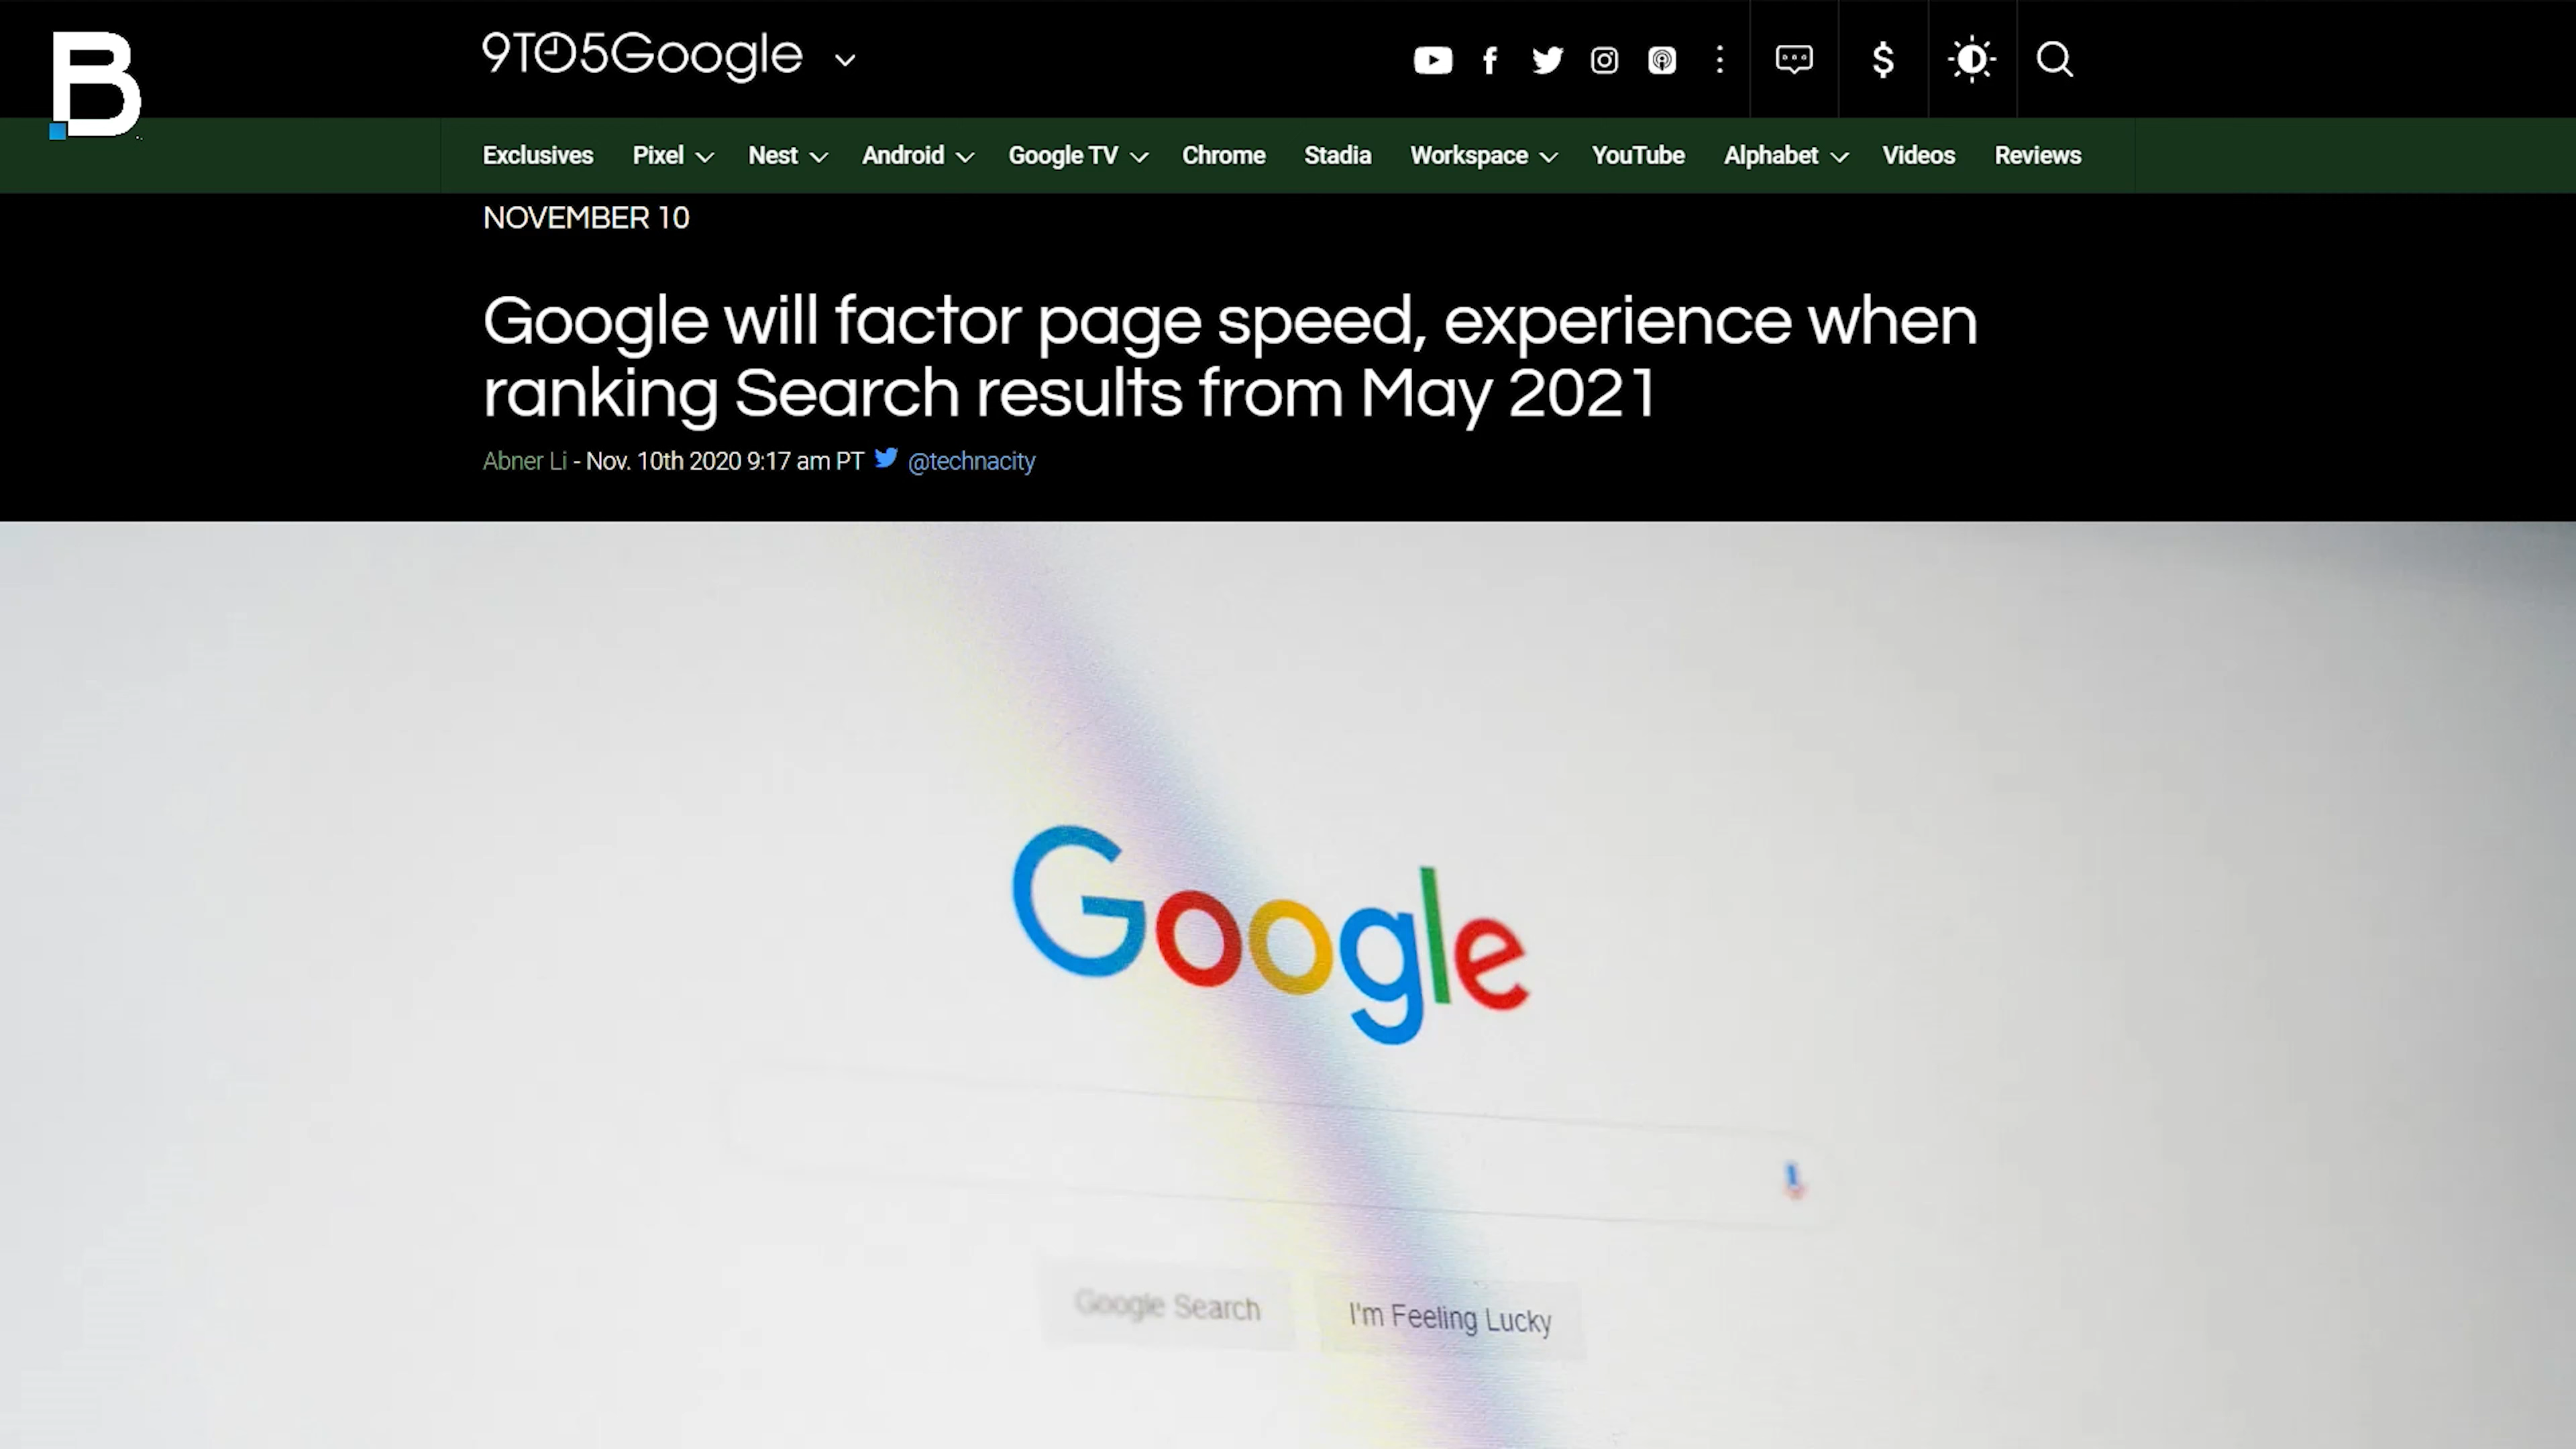 B
9TO5Google
Exclusives Pixel Nest Android Google TV Chrome Stadia Workspace YouTube Alphabet Videos Reviews
NOVEMBER 10
Google will factor page speed, experience when
ranking Search results from May 2021
Abner Li - Nov. 10th 2020 9:17 am PT @technacity
Google
Google Search I'm Feeling Lucky